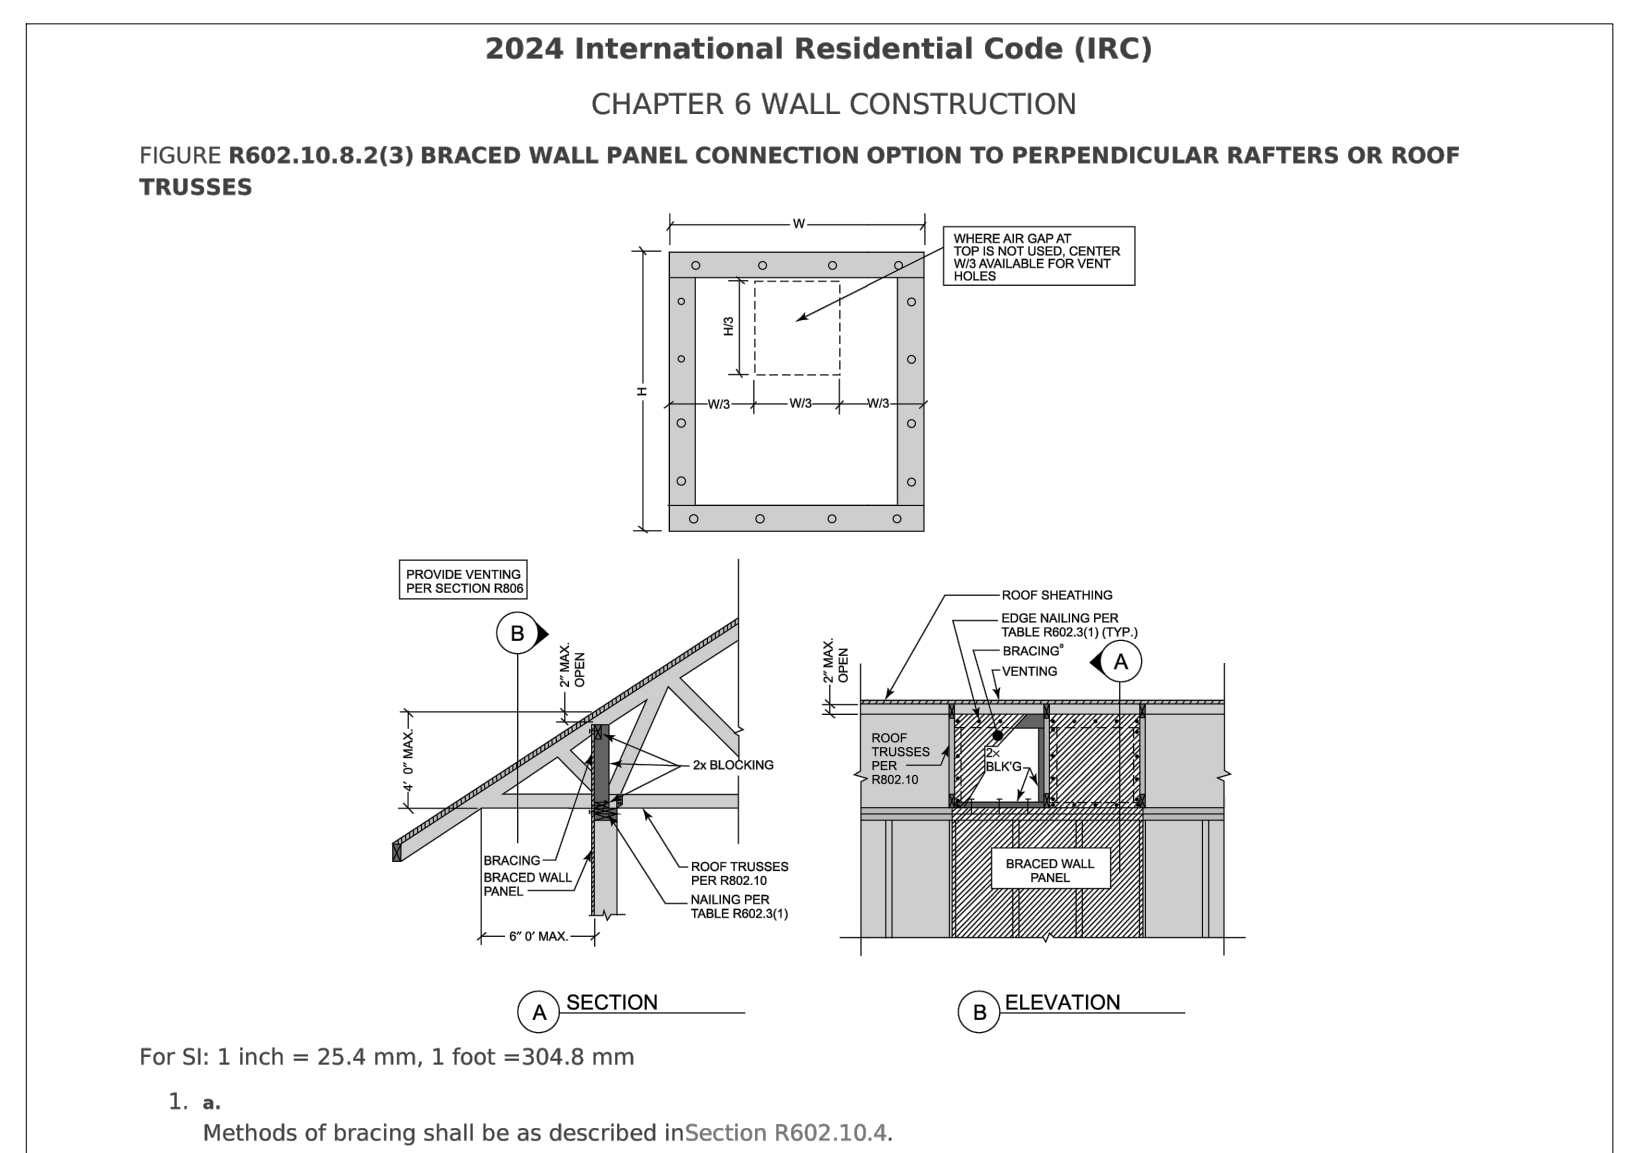 2024 International Residential Code (IRC)
CHAPTER 6 WALL CONSTRUCTION
FIGURE R602.10.8.2(3) BRACED WALL PANEL CONNECTION OPTION TO PERPENDICULAR RAFTERS OR ROOF
TRUSSES
W
WHERE AIR GAP AT
TOP IS NOT USED, CENTER
W/3 AVAILABLE FOR VENT
HOLES
H/3
H
W/3
W/3
W/3
PROVIDE VENTING
PER SECTION R806
B
2″ MAX.
OPEN
4′ 0″ MAX.
2x BLOCKING
BRACING
BRACED WALL
PANEL
ROOF TRUSSES
PER R802.10
NAILING PER
TABLE R602.3(1)
6″ 0′ MAX.
A SECTION
ROOF SHEATHING
EDGE NAILING PER
TABLE R602.3(1) (TYP.)
BRACINGª
VENTING
A
2″ MAX.
OPEN
ROOF
TRUSSES
PER
R802.10
2x
BLK'G
BRACED WALL
PANEL
B ELEVATION
For SI: 1 inch = 25.4 mm, 1 foot =304.8 mm
1. a.
Methods of bracing shall be as described inSection R602.10.4.